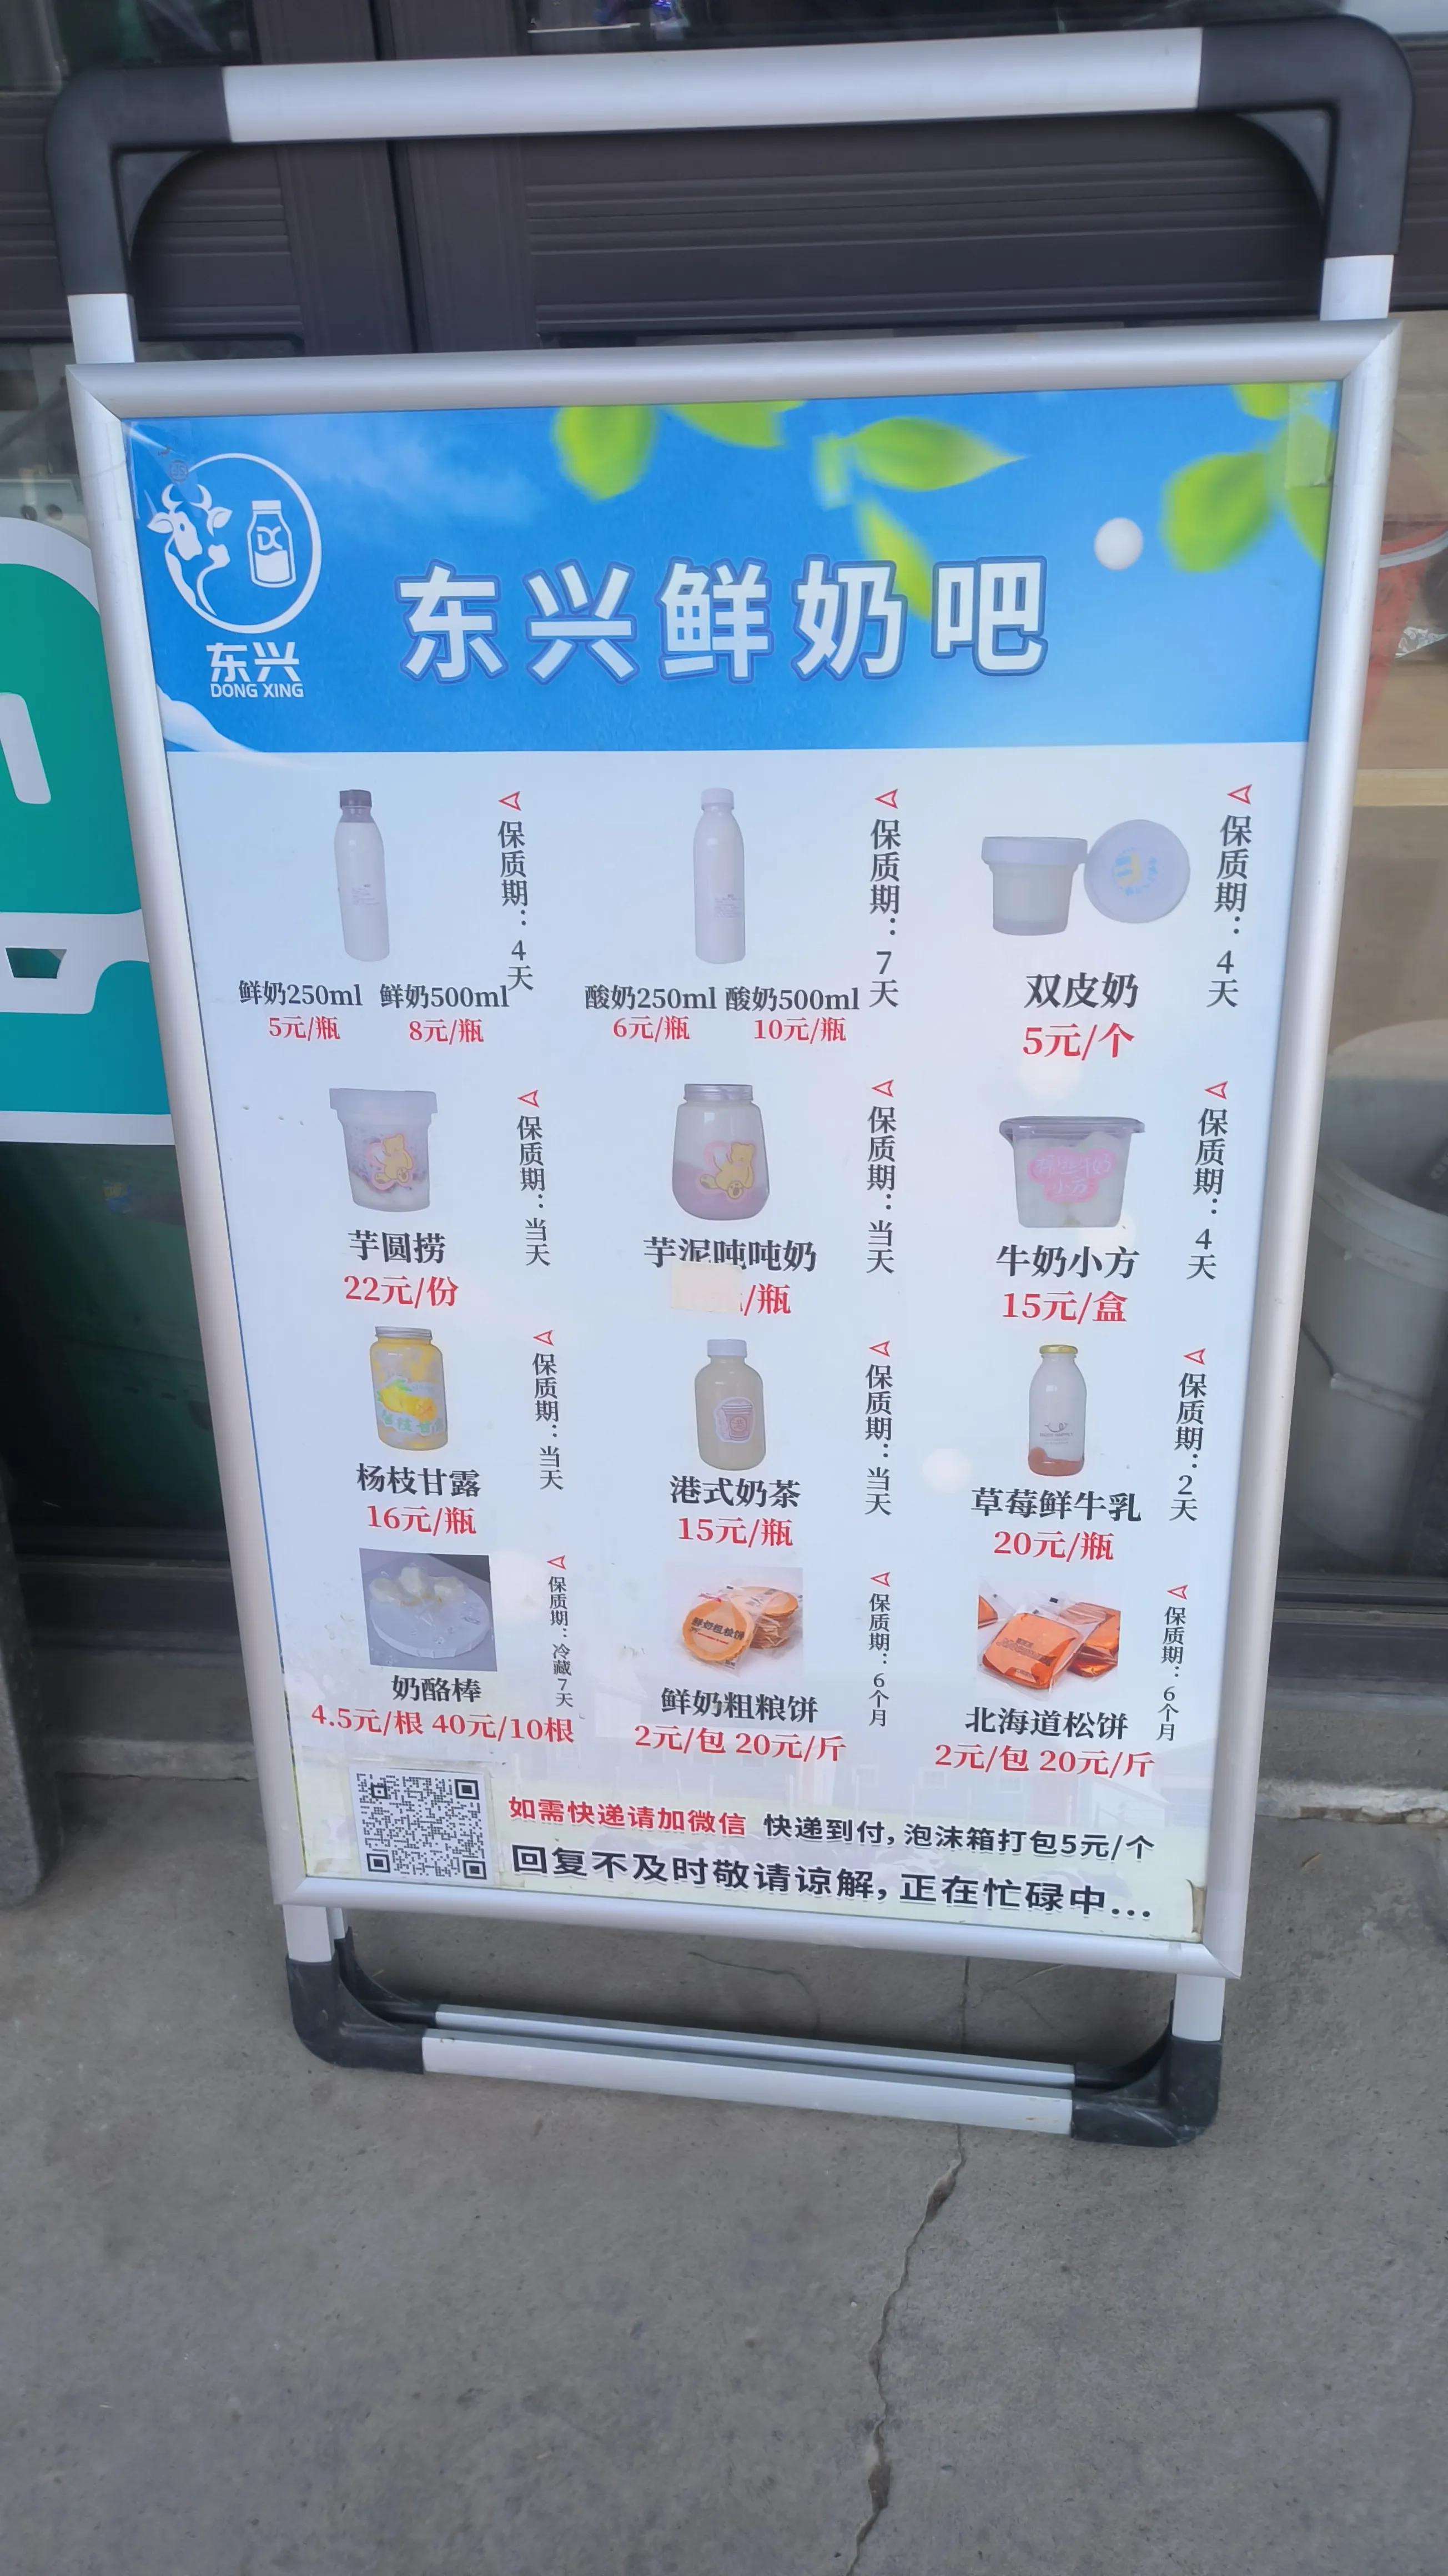 东兴
DONG XING
东兴鲜奶吧
保质期：4天
鲜奶250ml 鲜奶500ml
5元/瓶 8元/瓶
保质期：7天
酸奶250ml 酸奶500ml
6元/瓶 10元/瓶
保质期：4天
双皮奶
5元/个
保质期：当天
芋圆捞
22元/份
保质期：当天
芋泥吨吨奶
/瓶
保质期：4天
牛奶小方
15元/盒
保质期：当天
杨枝甘露
16元/瓶
保质期：当天
港式奶茶
15元/瓶
保质期：2天
草莓鲜牛乳
20元/瓶
保质期：冷藏7天
奶酪棒
4.5元/根 40元/10根
保质期：6个月
鲜奶粗粮饼
鲜奶粗粮饼
2元/包 20元/斤
保质期：6个月
北海道松饼
2元/包 20元/斤
如需快递请加微信 快递到付，泡沫箱打包5元/个
回复不及时敬请谅解，正在忙碌中...